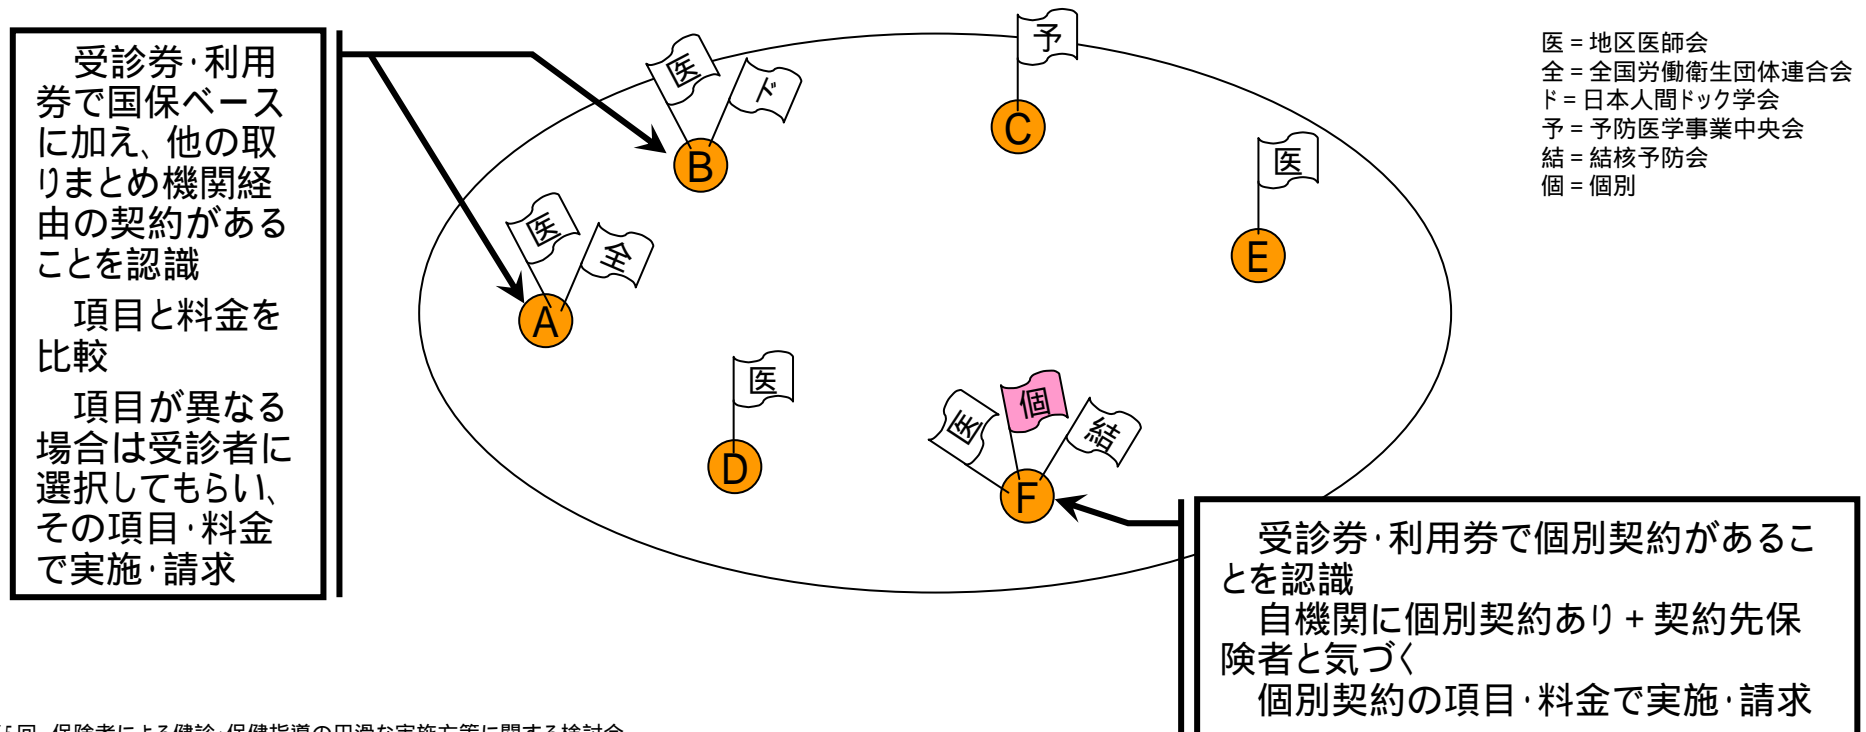 受診券・利用
券で国保ベース
に加え、他の取
りまとめ機関経
由の契約がある
ことを認識
項目と料金を
比較
項目が異なる
場合は受診者に
選択してもらい、
その項目・料金
で実施・請求
医
ド
B
予
C
医
E
医
全
A
医
D
医
個
結
F
医 = 地区医師会
全 = 全国労働衛生団体連合会
ド = 日本人間ドック学会
予 = 予防医学事業中央会
結 = 結核予防会
個 = 個別
受診券・利用券で個別契約があるこ
とを認識
自機関に個別契約あり + 契約先保
険者と気づく
個別契約の項目・料金で実施・請求